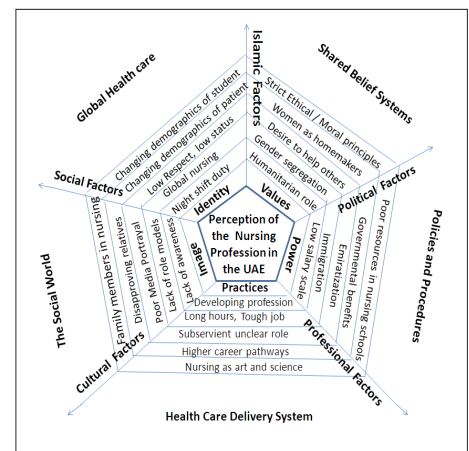 Global Health care
Shared Belief Systems
Policies and Procedures
Health Care Delivery System
The Social World
Islamic Factors
Political Factors
Professional Factors
Cultural Factors
Social Factors
Perception of
the Nursing
Profession in
the UAE
Identity
Values
Power
Practices
Image
Changing demographics of student
Changing demographics of patient
Low Respect, low status
Global nursing
Night shift duty
Strict Ethical / Moral principles
Women as homemakers
Desire to help others
Gender segregation
Humanitarian role
Poor resources in nursing schools
Governmental benefits
Emiratization
Immigration
Low salary scale
Developing profession
Long hours, Tough job
Subservient unclear role
Higher career pathways
Nursing as art and science
Family members in nursing
Disapproving relatives
Poor Media Portrayal
Lack of role models
Lack of awareness